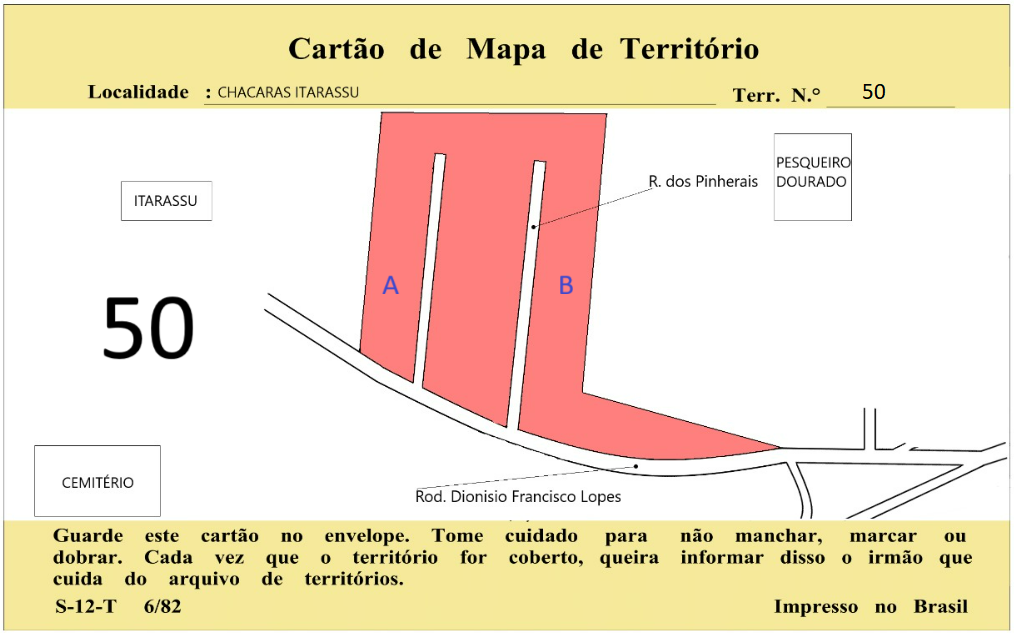 Cartão de Mapa de Território
Localidade : CHACARAS ITARASSU
Terr. N.° 50
PESQUEIRO
DOURADO
R. dos Pinherais
ITARASSU
A
B
50
CEMITÉRIO
Rod. Dionisio Francisco Lopes
Guarde este cartão no envelope. Tome cuidado para não manchar, marcar ou
dobrar. Cada vez que o território for coberto, queira informar disso o irmão que
cuida do arquivo de territórios.
S-12-T 6/82
Impresso no Brasil